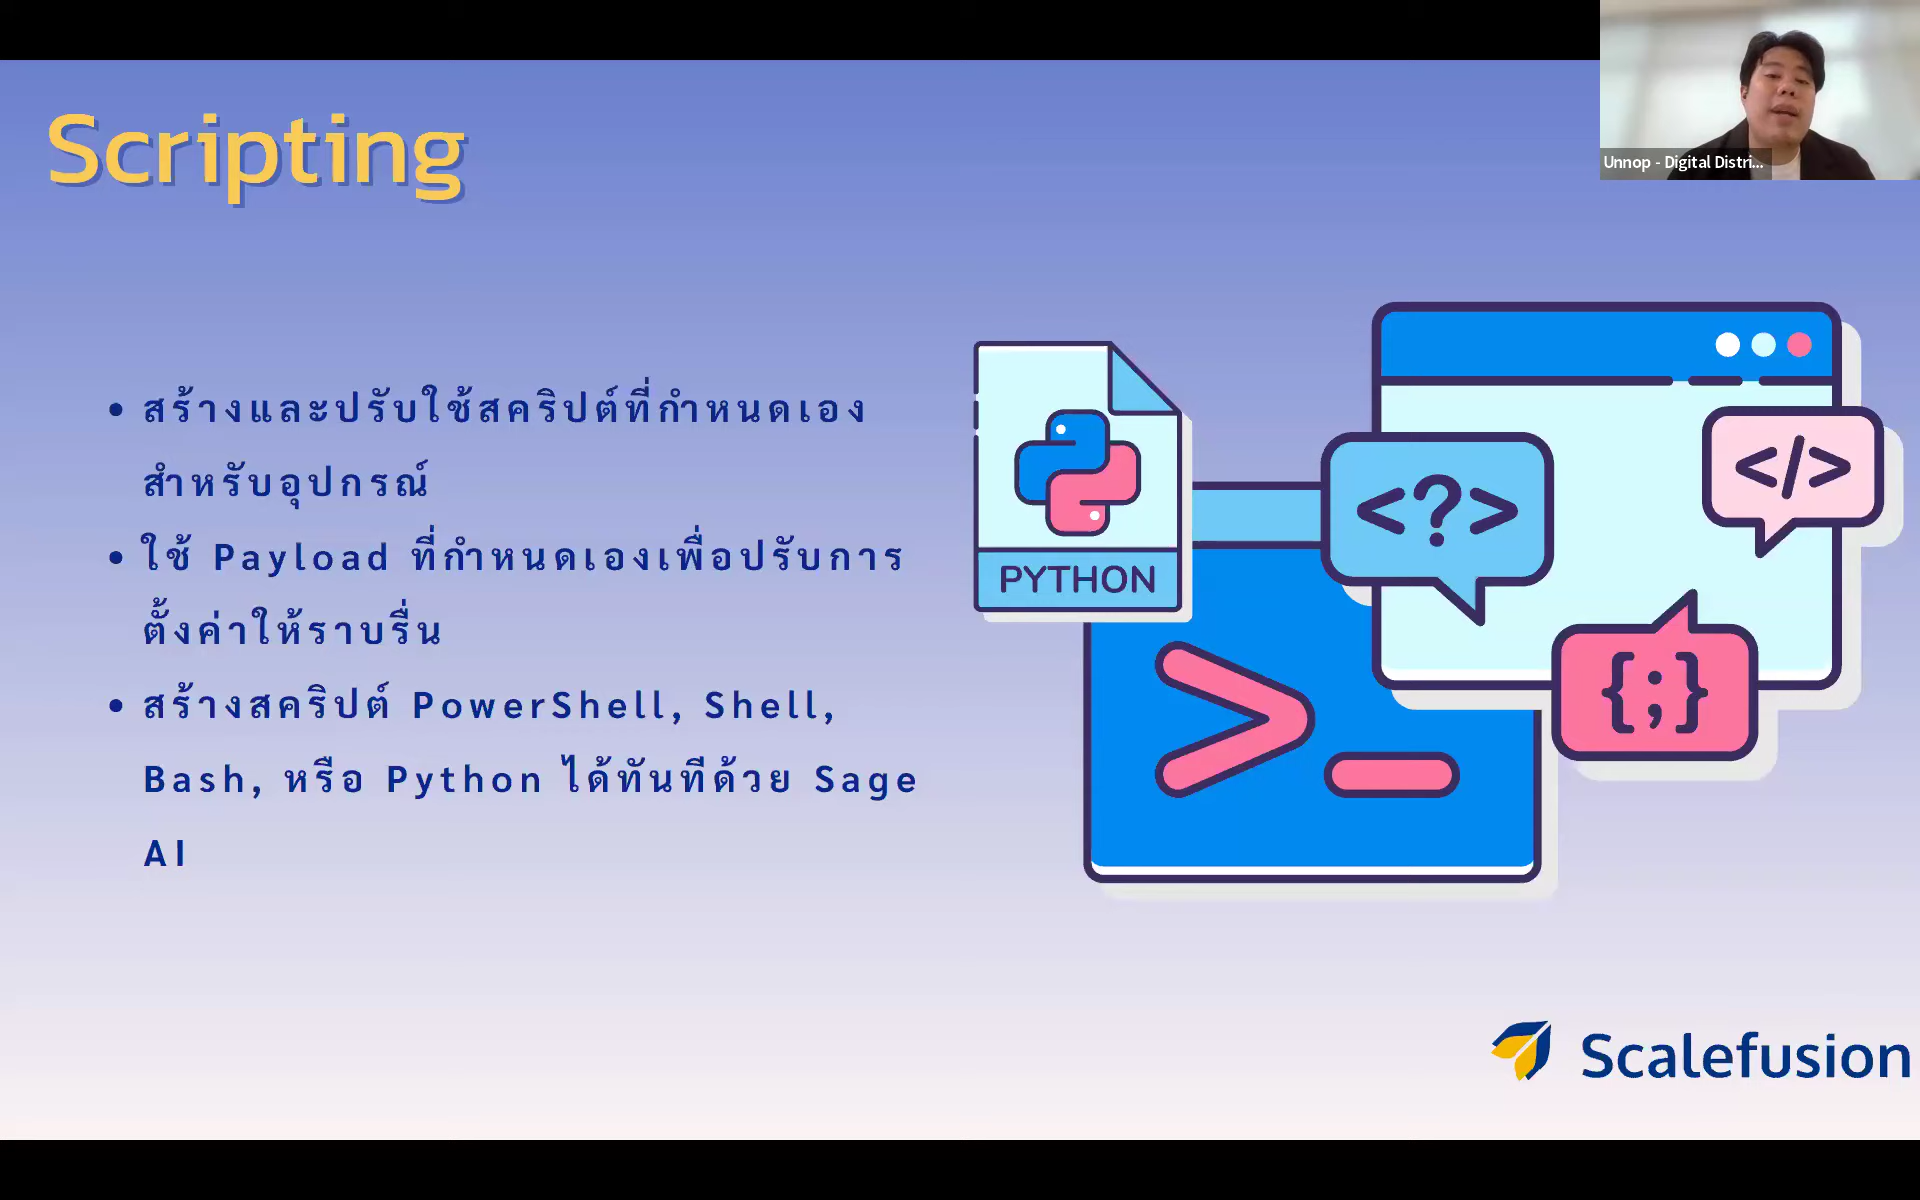 Scripting
Unnop - Digital Distri...
• สร้างและปรับใช้สคริปต์ที่กำหนดเอง
สำหรับอุปกรณ์
• ใช้ Payload ที่กำหนดเองเพื่อปรับการ
ตั้งค่าให้ราบรื่น
• สร้างสคริปต์ PowerShell, Shell,
Bash, หรือ Python ได้ทันทีด้วย Sage
AI
PYTHON
<?>
</>
{;}
>_
Scalefusion